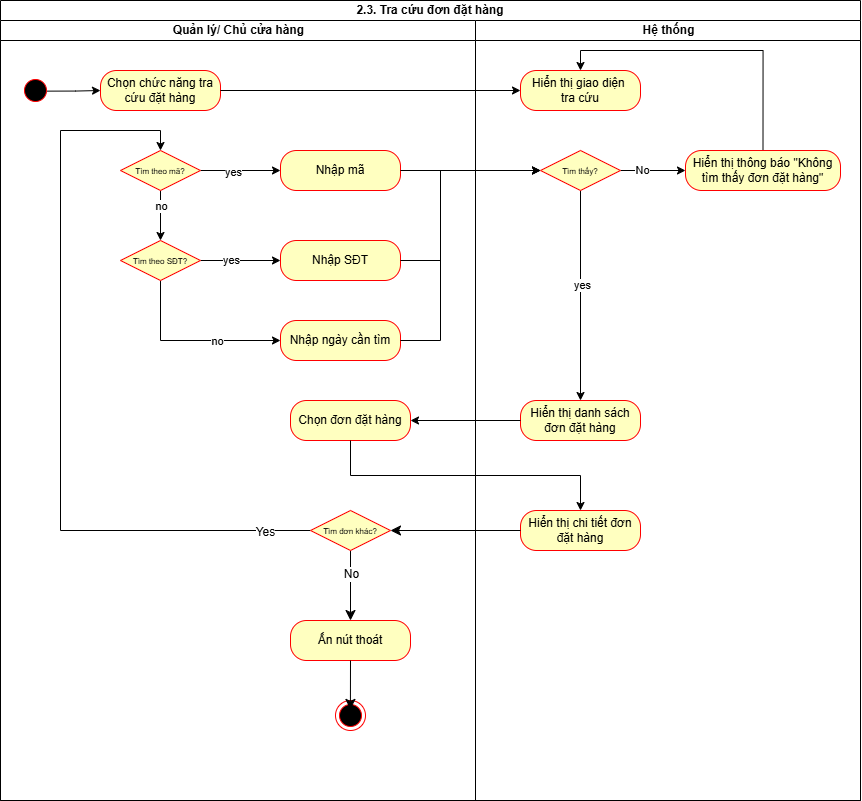 2.3. Tra cứu đơn đặt hàng
Quản lý/ Chủ cửa hàng
Hệ thống
Chọn chức năng tra
cứu đặt hàng
Hiển thị giao diện
tra cứu
Tìm theo mã?
yes
Nhập mã
Tìm thấy?
No
Hiển thị thông báo "Không
tìm thấy đơn đặt hàng"
no
Tìm theo SĐT?
yes
Nhập SĐT
yes
no
Nhập ngày cần tìm
Chọn đơn đặt hàng
Hiển thị danh sách
đơn đặt hàng
Yes
Tìm đơn khác?
Hiển thị chi tiết đơn
đặt hàng
No
Ấn nút thoát